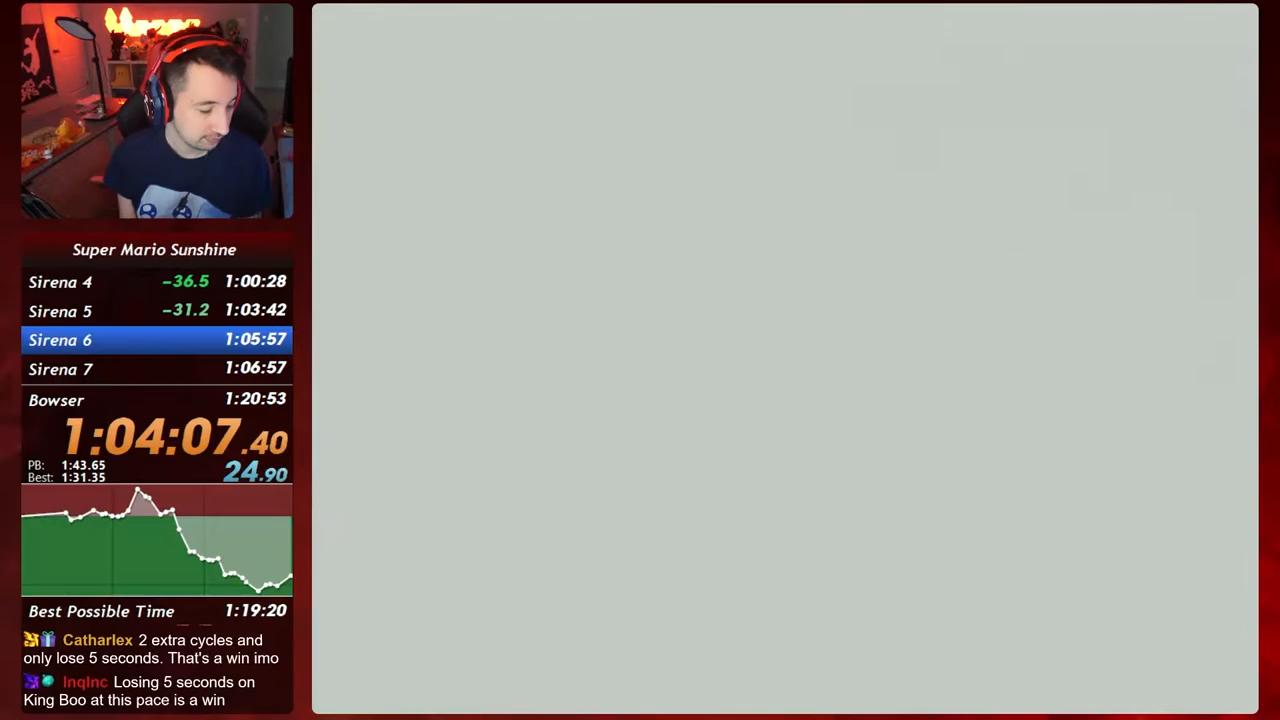 Super Mario Sunshine
Sirena 4 -36.5 1:00:28
Sirena 5 -31.2 1:03:42
Sirena 6 1:05:57
Sirena 7 1:06:57
Bowser 1:20:53
1:04:07.40
PB: 1:43.65
Best: 1:31.35
24.90
Best Possible Time 1:19:20
Catharlex 2 extra cycles and
only lose 5 seconds. That's a win imo
InqInc Losing 5 seconds on
King Boo at this pace is a win